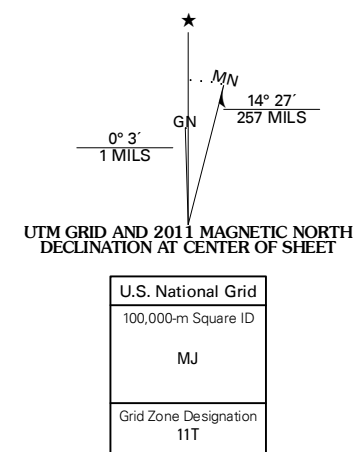 ★
MN
14° 27´
257 MILS
GN
0° 3´
1 MILS
UTM GRID AND 2011 MAGNETIC NORTH
DECLINATION AT CENTER OF SHEET
U.S. National Grid
100,000-m Square ID
MJ
Grid Zone Designation
11T